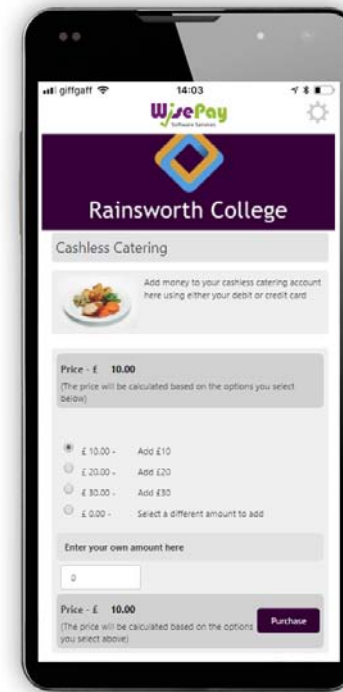 giffgaff 14:03
WisePay
Software Services
Rainsworth College
Cashless Catering
Add money to your cashless catering account
here using either your debit or credit card
Price - £ 10.00
(The price will be calculated based on the options you select
below)
£ 10.00 - Add £10
£ 20.00 - Add £20
£ 30.00 - Add £30
£ 0.00 - Select a different amount to add
Enter your own amount here
0
Price - £ 10.00
(The price will be calculated based on the options
you select above)
Purchase